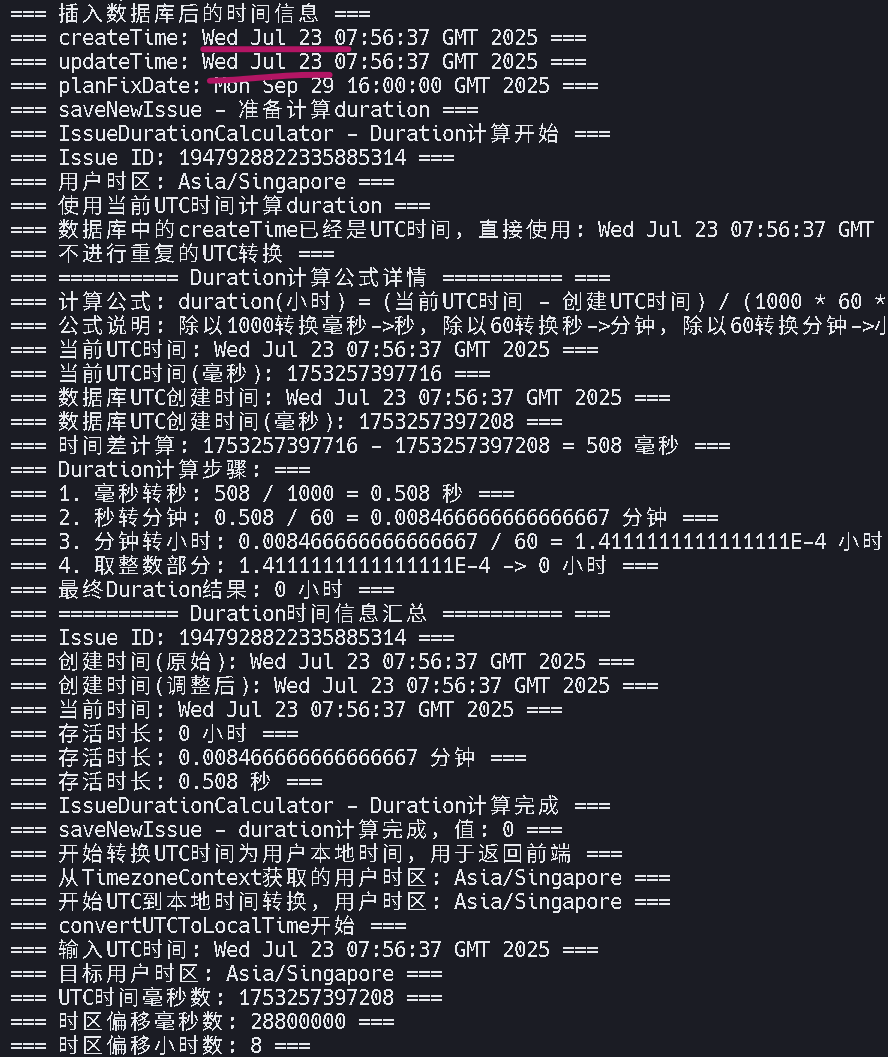 === 插入数据库后的时间信息 ===
=== createTime: Wed Jul 23 07:56:37 GMT 2025 ===
=== updateTime: Wed Jul 23 07:56:37 GMT 2025 ===
=== planFixDate: Mon Sep 29 16:00:00 GMT 2025 ===
=== saveNewIssue - 准备计算duration ===
=== IssueDurationCalculator - Duration计算开始 ===
=== Issue ID: 1947928822335885314 ===
=== 用户时区: Asia/Singapore ===
=== 使用当前UTC时间计算duration ===
=== 数据库中的createTime已经是UTC时间, 直接使用: Wed Jul 23 07:56:37 GMT
=== 不进行重复的UTC转换 ===
=== ========== Duration计算公式详情 ========== ===
=== 计算公式: duration(小时) = (当前UTC时间 - 创建UTC时间) / (1000 * 60 *
=== 公式说明: 除以1000转换毫秒->秒, 除以60转换秒->分钟, 除以60转换分钟->小
=== 当前UTC时间: Wed Jul 23 07:56:37 GMT 2025 ===
=== 当前UTC时间(毫秒): 1753257397716 ===
=== 数据库UTC创建时间: Wed Jul 23 07:56:37 GMT 2025 ===
=== 数据库UTC创建时间(毫秒): 1753257397208 ===
=== 时间差计算: 1753257397716 - 1753257397208 = 508 毫秒 ===
=== Duration计算步骤: ===
=== 1. 毫秒转秒: 508 / 1000 = 0.508 秒 ===
=== 2. 秒转分钟: 0.508 / 60 = 0.008466666666666667 分钟 ===
=== 3. 分钟转小时: 0.008466666666666667 / 60 = 1.4111111111111111E-4 小时
=== 4. 取整数部分: 1.4111111111111111E-4 -> 0 小时 ===
=== 最终Duration结果: 0 小时 ===
=== ========== Duration时间信息汇总 ========== ===
=== Issue ID: 1947928822335885314 ===
=== 创建时间(原始): Wed Jul 23 07:56:37 GMT 2025 ===
=== 创建时间(调整后): Wed Jul 23 07:56:37 GMT 2025 ===
=== 当前时间: Wed Jul 23 07:56:37 GMT 2025 ===
=== 存活时长: 0 小时 ===
=== 存活时长: 0.008466666666666667 分钟 ===
=== 存活时长: 0.508 秒 ===
=== IssueDurationCalculator - Duration计算完成 ===
=== saveNewIssue - duration计算完成, 值: 0 ===
=== 开始转换UTC时间为用户本地时间, 用于返回前端 ===
=== 从TimezoneContext获取的用户时区: Asia/Singapore ===
=== 开始UTC到本地时间转换, 用户时区: Asia/Singapore ===
=== convertUTCToLocalTime开始 ===
=== 输入UTC时间: Wed Jul 23 07:56:37 GMT 2025 ===
=== 目标用户时区: Asia/Singapore ===
=== UTC时间毫秒数: 1753257397208 ===
=== 时区偏移毫秒数: 28800000 ===
=== 时区偏移小时数: 8 ===